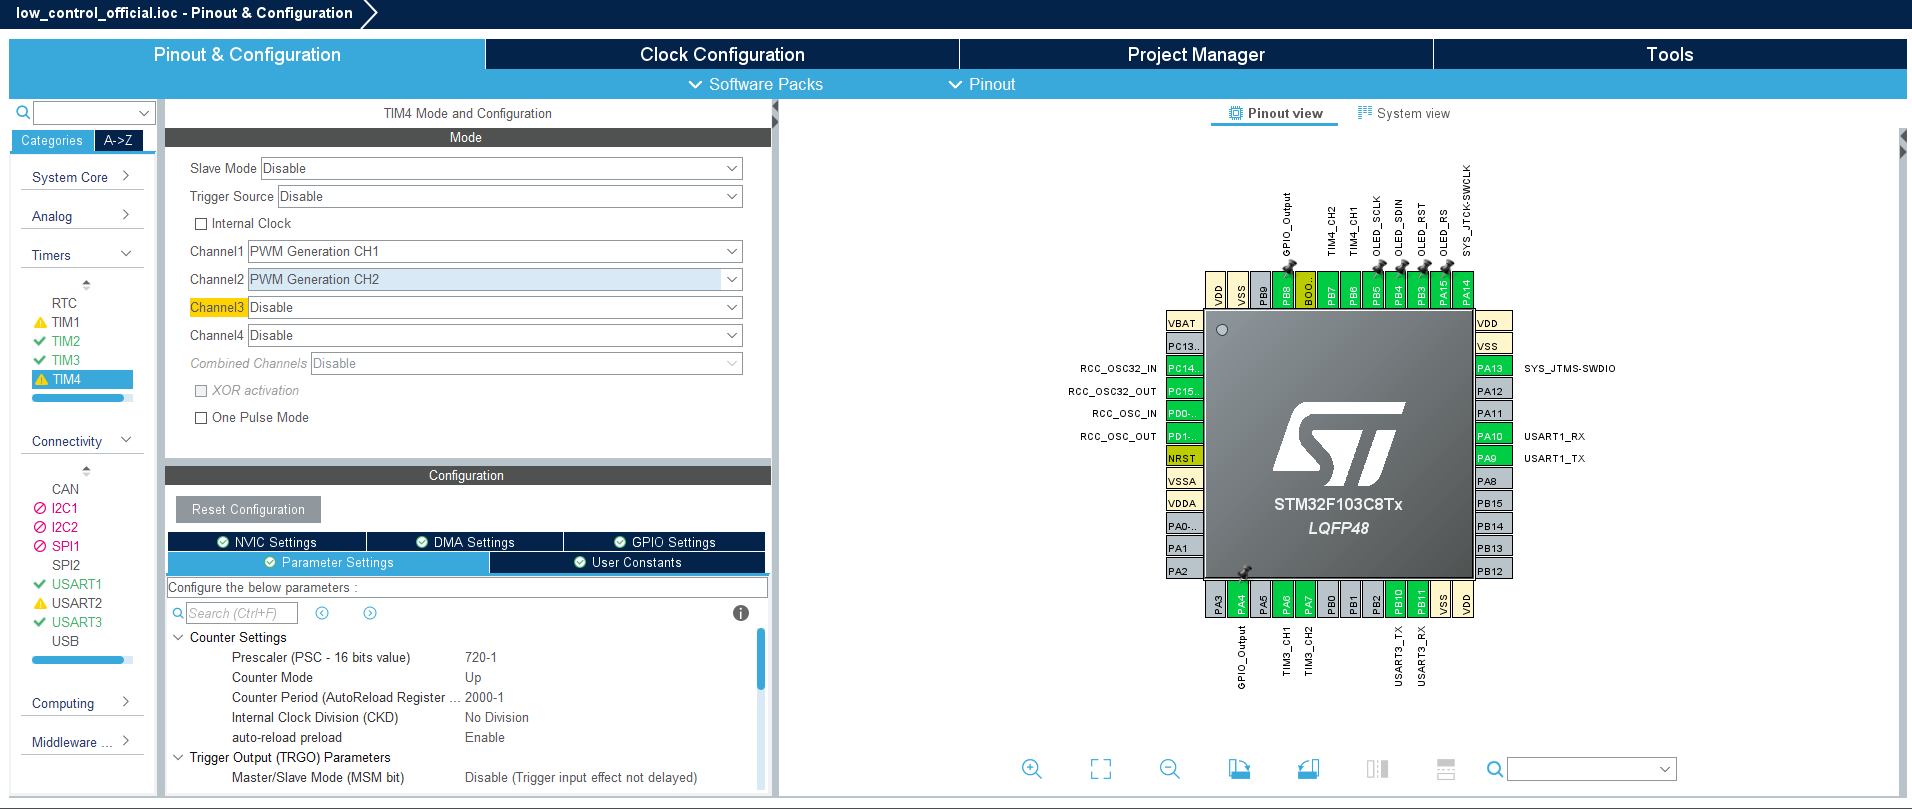 low_control_official.ioc - Pinout & Configuration
Pinout & Configuration
Clock Configuration
Project Manager
Tools
Software Packs
Pinout
Categories
A->Z
System Core
Analog
Timers
RTC
TIM1
TIM2
TIM3
TIM4
Connectivity
CAN
I2C1
I2C2
SPI1
SPI2
USART1
USART2
USART3
USB
Computing
Middleware ...
TIM4 Mode and Configuration
Mode
Slave Mode Disable
Trigger Source Disable
Internal Clock
Channel1 PWM Generation CH1
Channel2 PWM Generation CH2
Channel3 Disable
Channel4 Disable
Combined Channels Disable
XOR activation
One Pulse Mode
Configuration
Reset Configuration
NVIC Settings
DMA Settings
GPIO Settings
Parameter Settings
User Constants
Configure the below parameters :
Search (Ctrl+F)
Counter Settings
Prescaler (PSC - 16 bits value) 720-1
Counter Mode Up
Counter Period (AutoReload Register ... 2000-1
Internal Clock Division (CKD) No Division
auto-reload preload Enable
Trigger Output (TRGO) Parameters
Master/Slave Mode (MSM bit) Disable (Trigger input effect not delayed)
Pinout view
System view
GPIO_Output
TIM4_CH2
TIM4_CH1
OLED_SCLK
OLED_SDIN
OLED_RST
OLED_RS
SYS_JTCK-SWCLK
VDD
VSS
PB9
PB8
BOO..
PB7
PB6
PB5
PB4
PB3
PA15
PA14
VBAT
PC13..
RCC_OSC32_IN PC14..
RCC_OSC32_OUT PC15..
RCC_OSC_IN PD0-..
RCC_OSC_OUT PD1-..
NRST
VSSA
VDDA
PA0-..
PA1
PA2
STM32F103C8Tx
LQFP48
VDD
VSS
PA13 SYS_JTMS-SWDIO
PA12
PA11
PA10 USART1_RX
PA9 USART1_TX
PA8
PB15
PB14
PB13
PB12
PA3
PA4
PA5
PA6
PA7
PB0
PB1
PB2
PB10
PB11
VSS
VDD
GPIO_Output
TIM3_CH1
TIM3_CH2
USART3_TX
USART3_RX